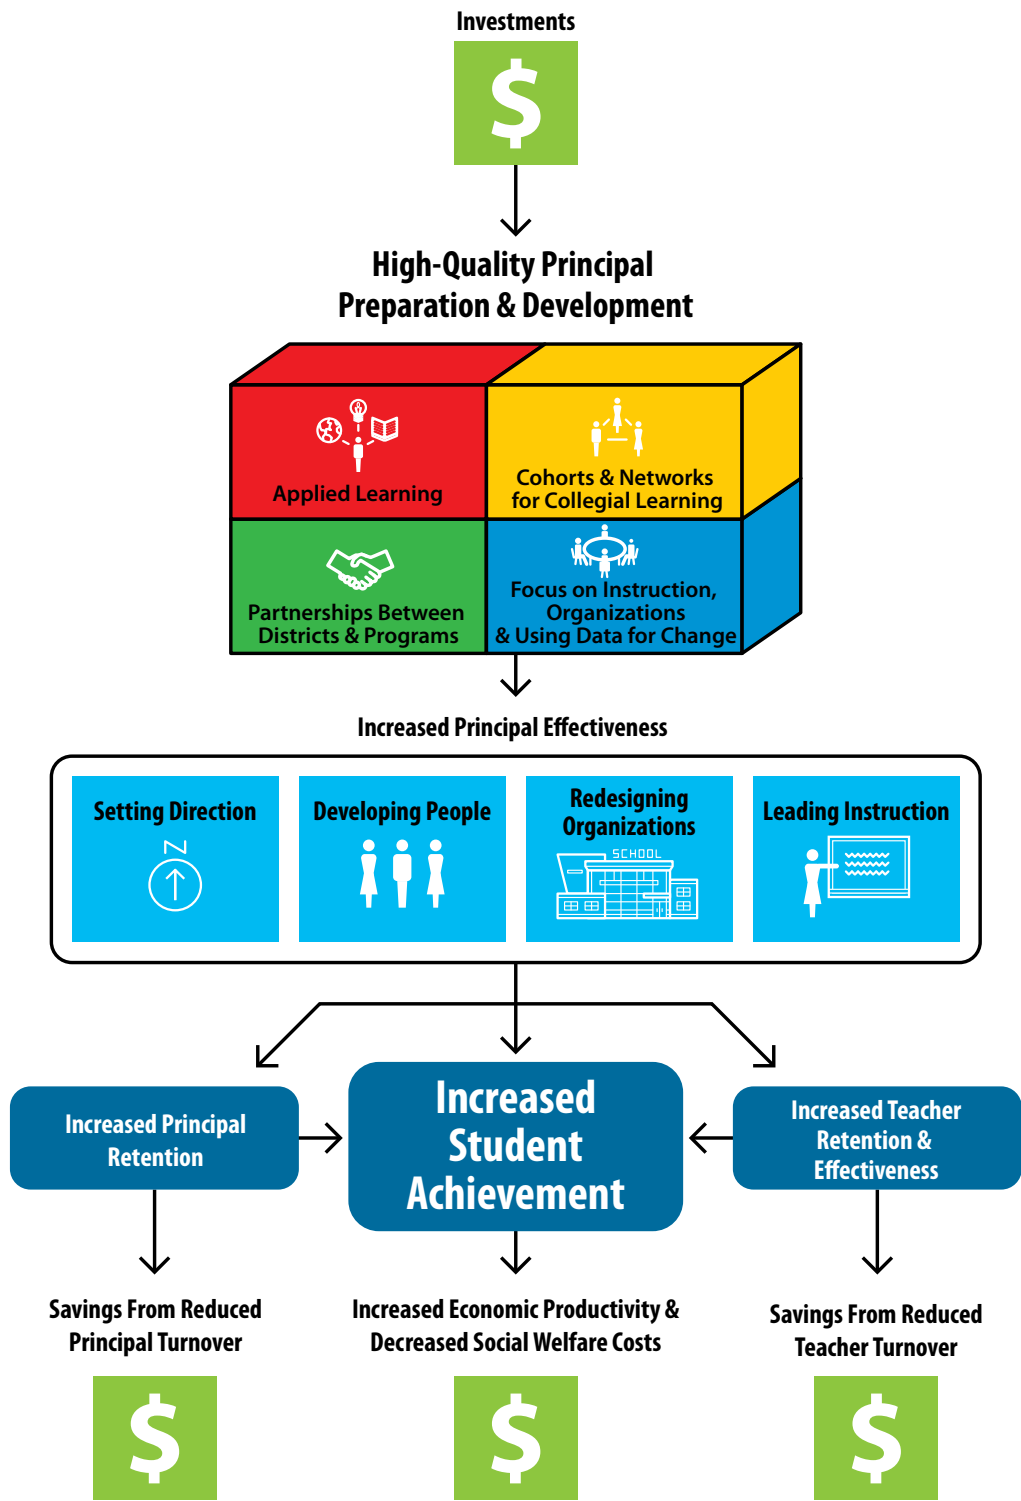 Investments
$
High-Quality Principal
Preparation & Development
Applied Learning
Cohorts & Networks
for Collegial Learning
Partnerships Between
Districts & Programs
Focus on Instruction,
Organizations
& Using Data for Change
Increased Principal Effectiveness
Setting Direction
N
Developing People
Redesigning
Organizations
SCHOOL
Leading Instruction
Increased Principal
Retention
Increased
Student
Achievement
Increased Teacher
Retention &
Effectiveness
Savings From Reduced
Principal Turnover
$
Increased Economic Productivity &
Decreased Social Welfare Costs
$
Savings From Reduced
Teacher Turnover
$